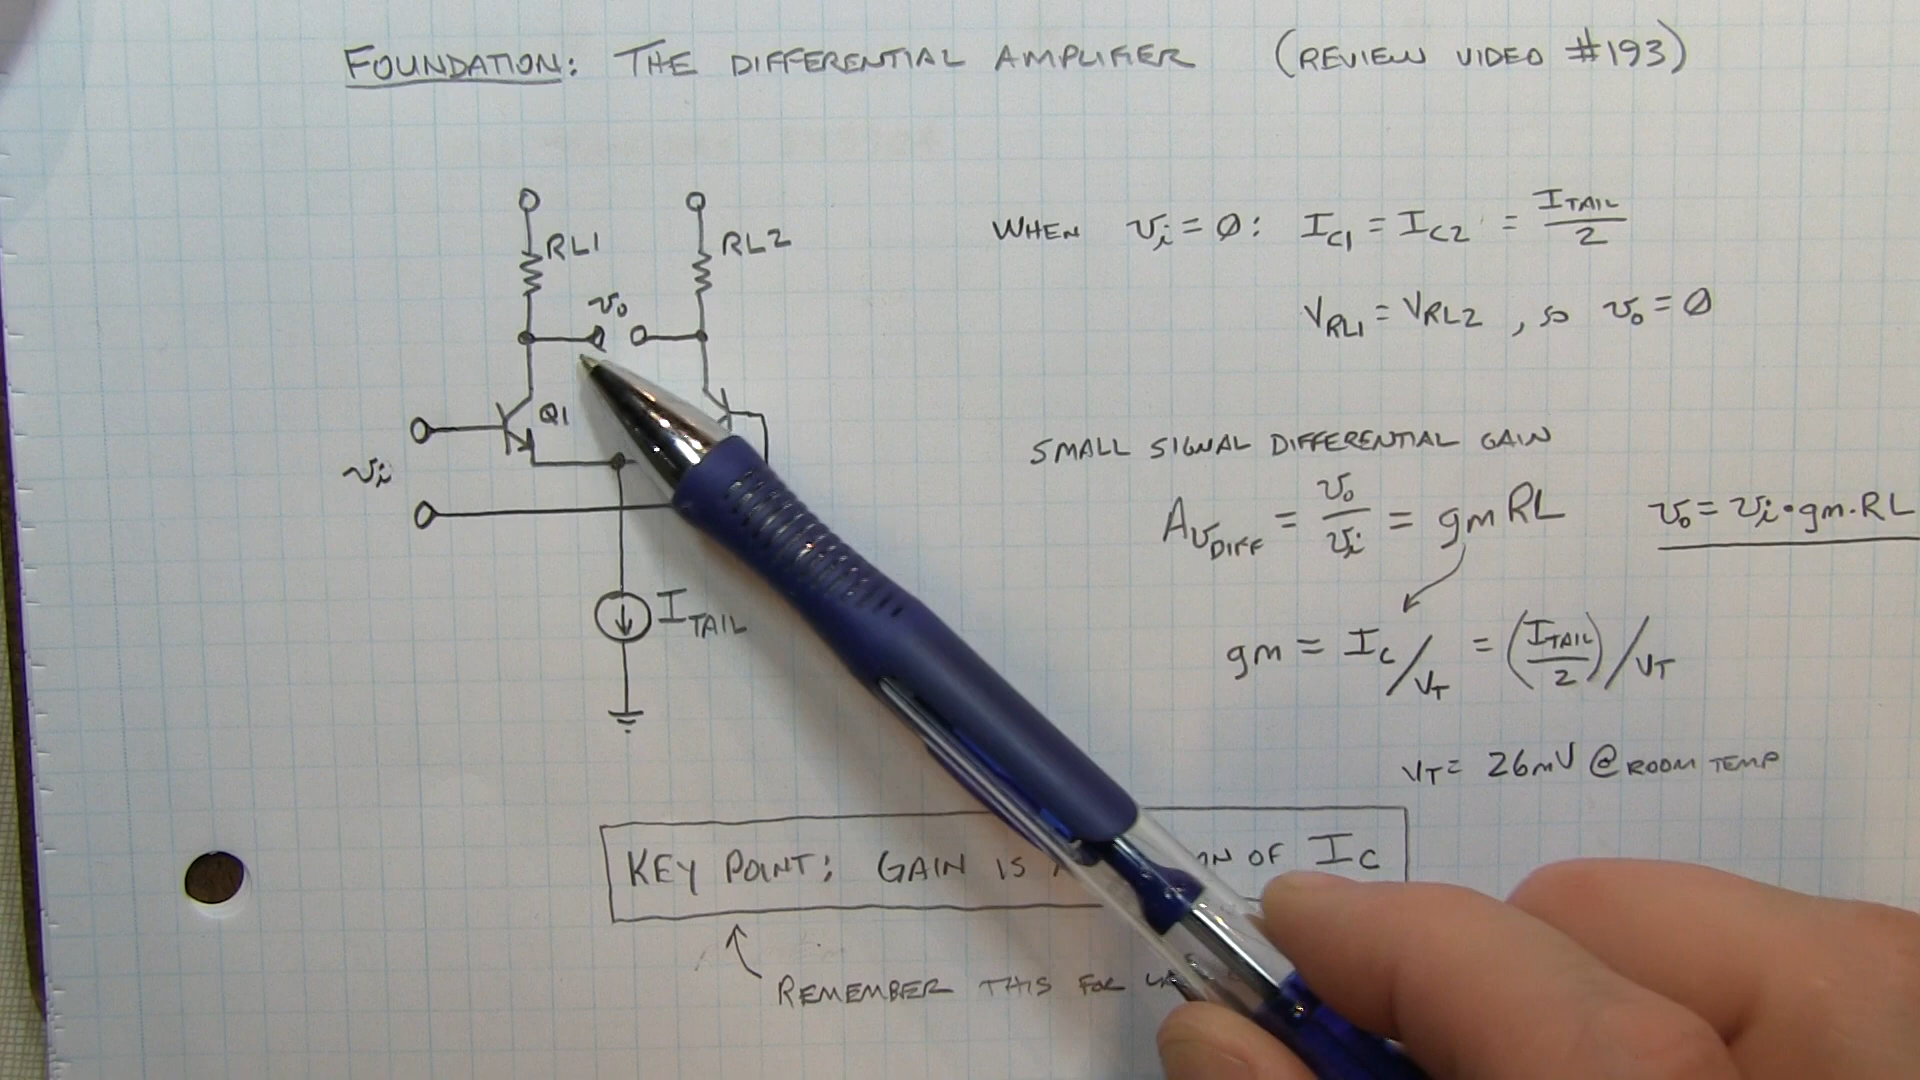 FOUNDATION: THE DIFFERENTIAL AMPLIFIER (REVIEW VIDEO #193)
RL1
RL2
vo
Q1
vi
ITAIL
WHEN vi = Ø: IC1 = IC2 = ITAIL/2
VRL1 = VRL2, so vo = Ø
SMALL SIGNAL DIFFERENTIAL GAIN
AvDIFF = vo/vi = gm RL
vo = vi·gm·RL
gm = IC/VT = (ITAIL/2)/VT
VT = 26mV @ ROOM TEMP
KEY POINT: GAIN IS OF IC
REMEMBER THIS FOR